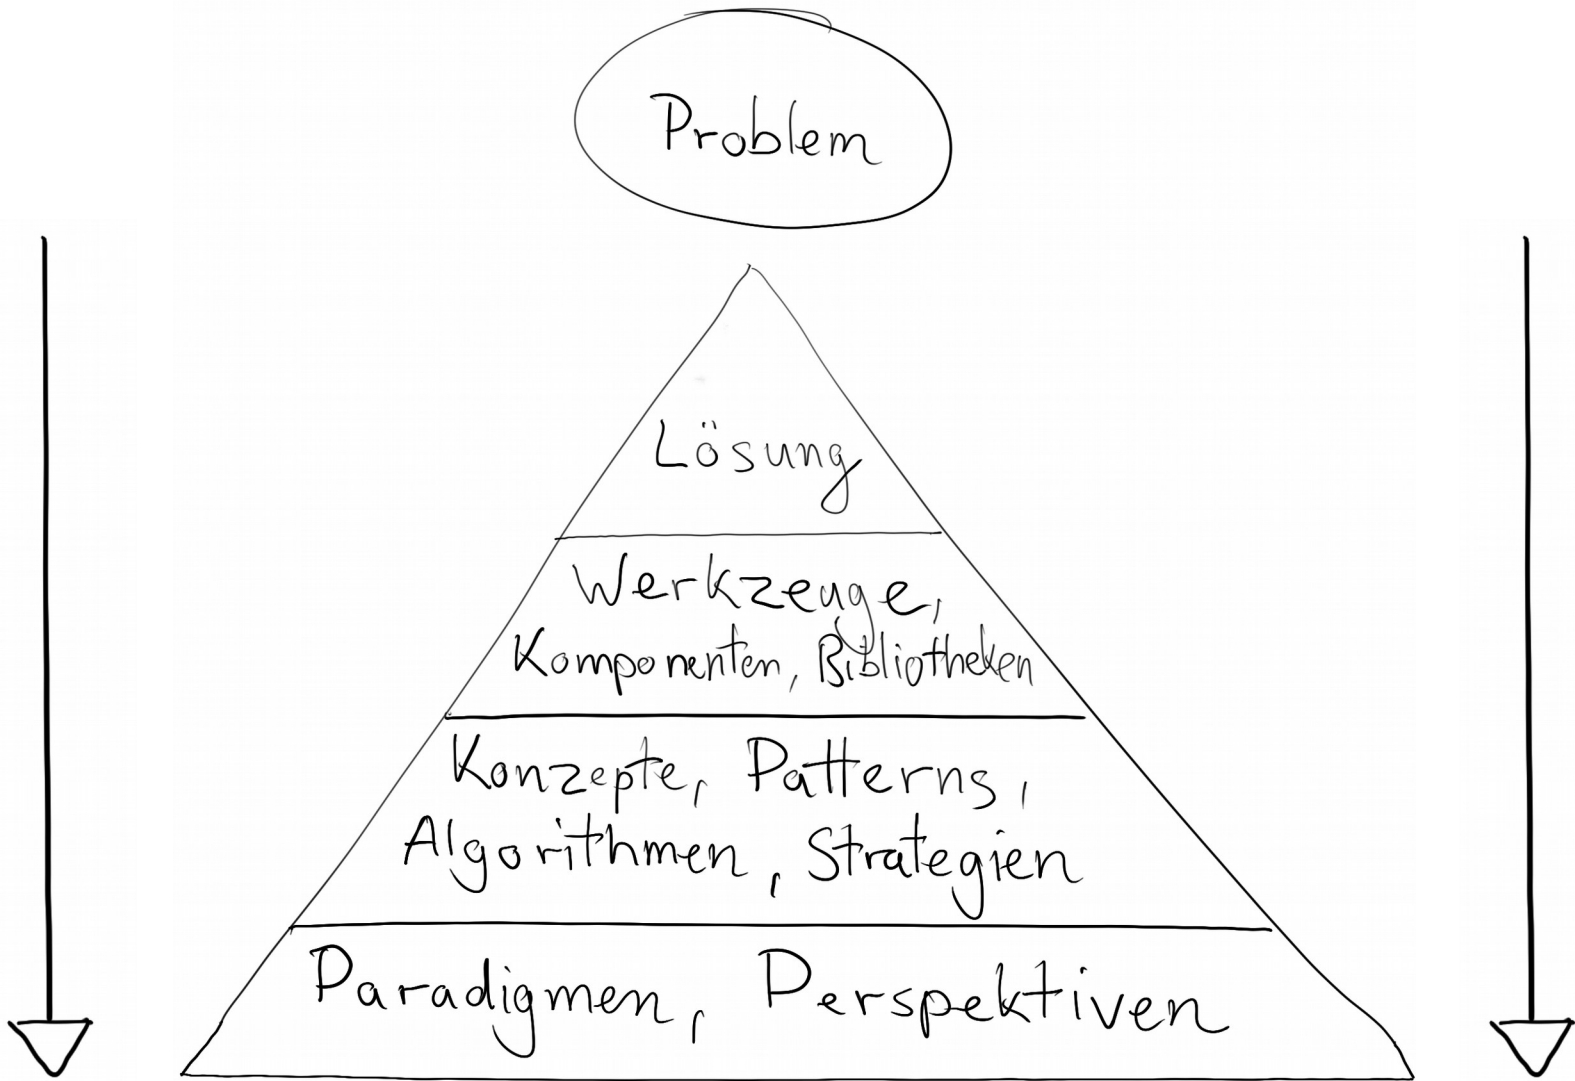 Problem
Lösung
Werkzeuge,
Komponenten, Bibliotheken
Konzepte, Patterns,
Algorithmen, Strategien
Paradigmen, Perspektiven